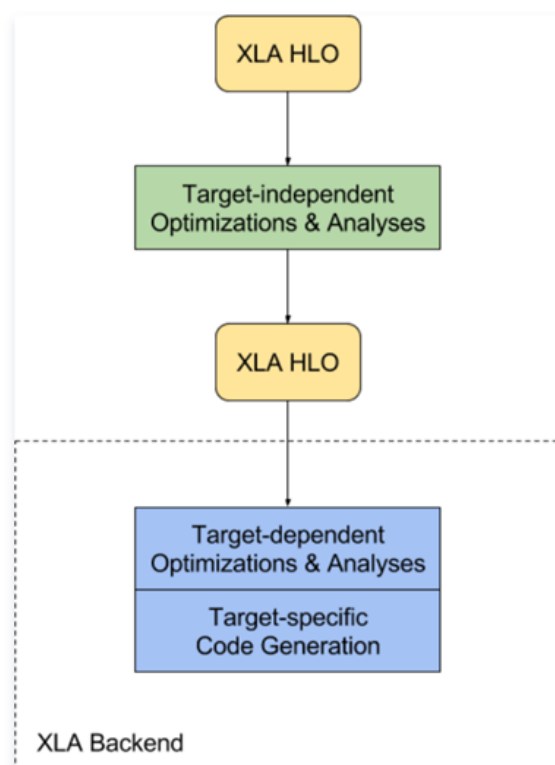 XLA HLO
Target-independent
Optimizations & Analyses
XLA HLO
Target-dependent
Optimizations & Analyses
Target-specific
Code Generation
XLA Backend